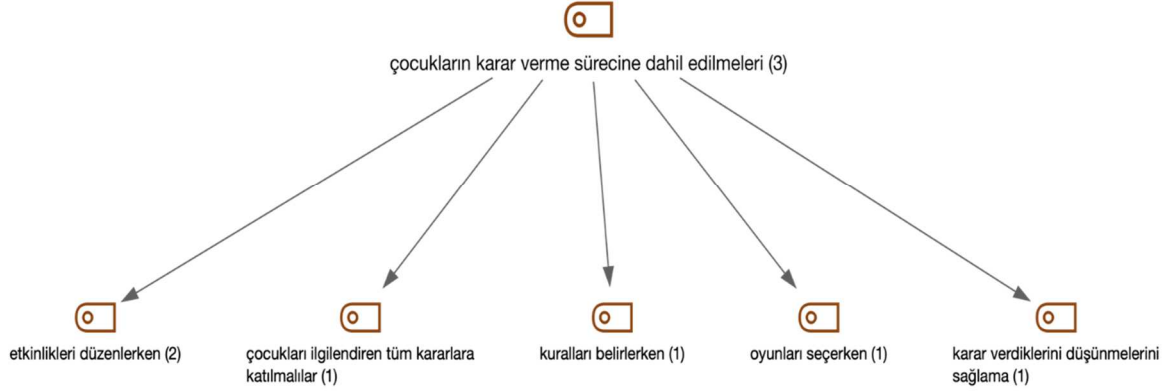 çocukların karar verme sürecine dahil edilmeleri (3)
etkinlikleri düzenlerken (2)
çocukları ilgilendiren tüm kararlara
katılmalılar (1)
kuralları belirlerken (1)
oyunları seçerken (1)
karar verdiklerini düşünmelerini
sağlama (1)